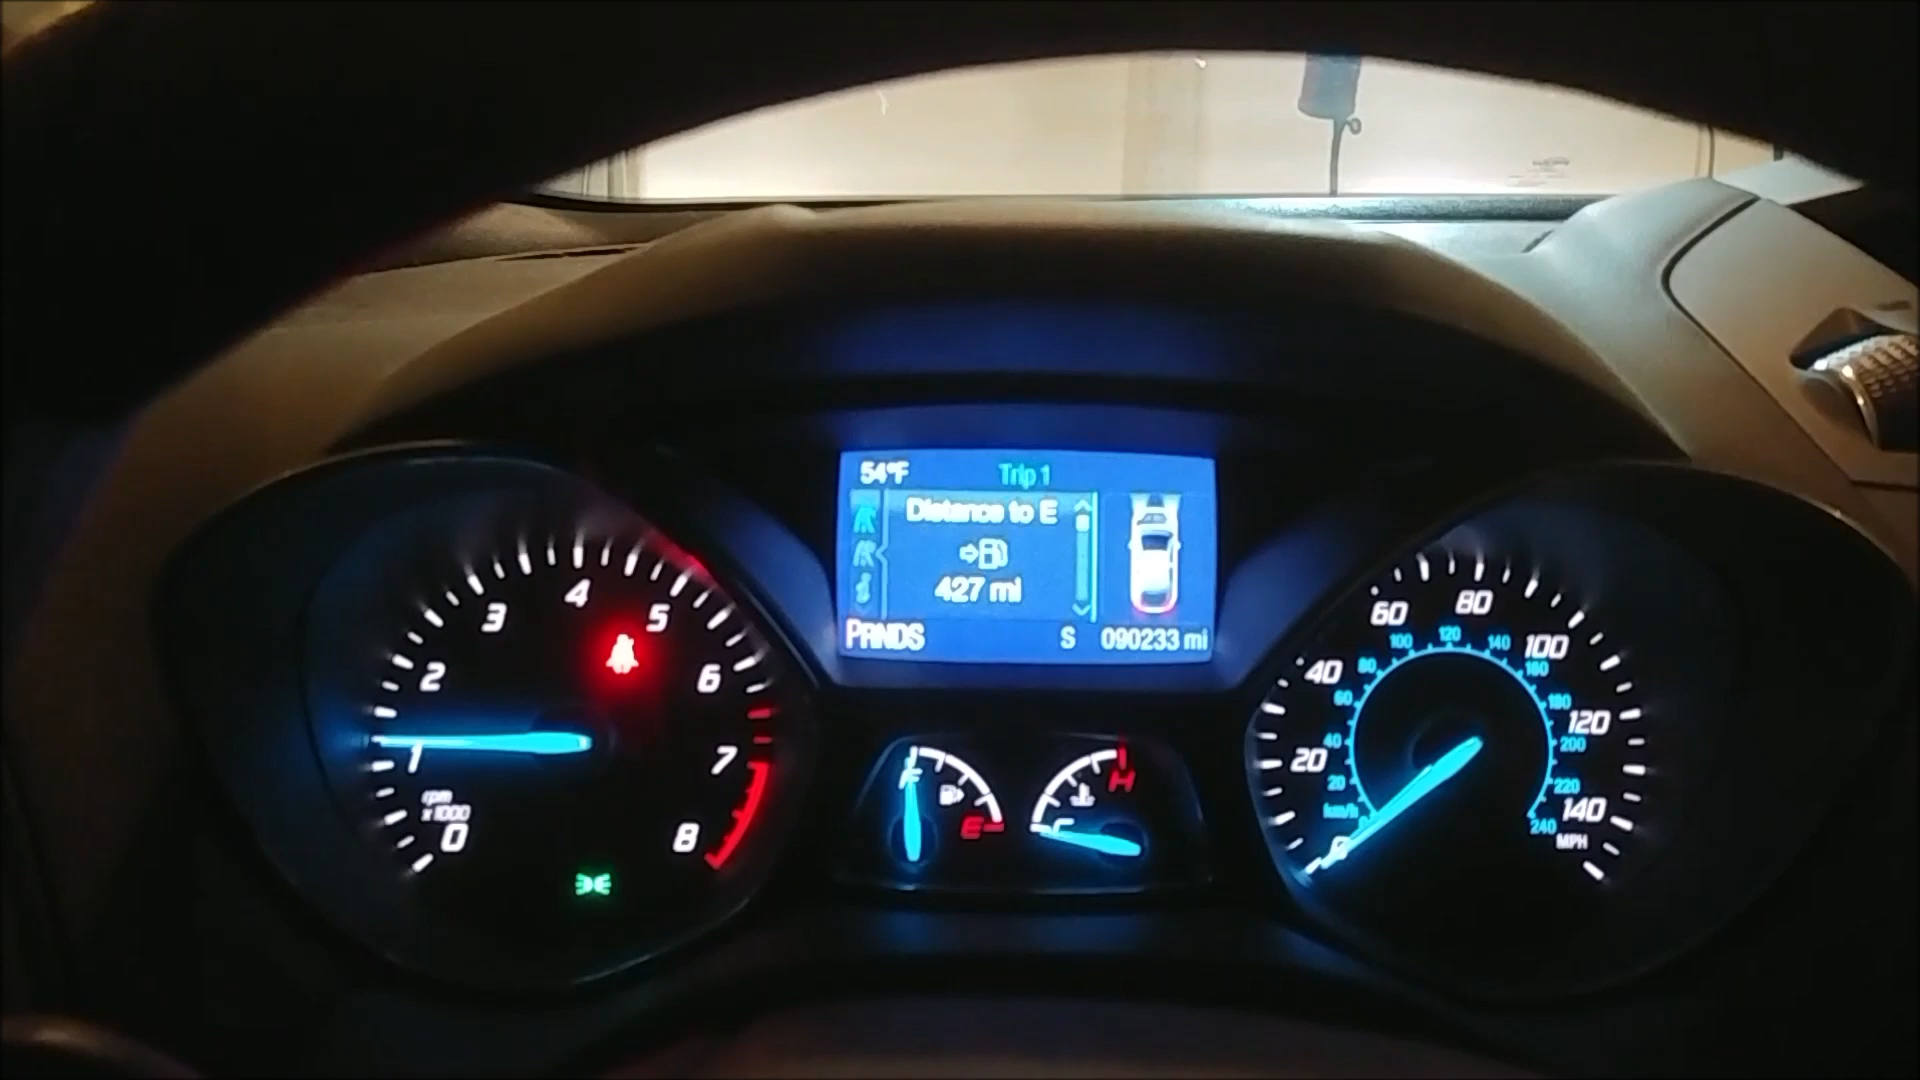 54°F Trip 1
Distance to E
427 mi
PRNDS S 090233 mi
0 1 2 3 4 5 6 7 8
rpm
x1000
F E
C H
0 20 40 60 80 100 120 140
MPH
km/h 20 40 60 80 100 120 140 160 180 200 220 240